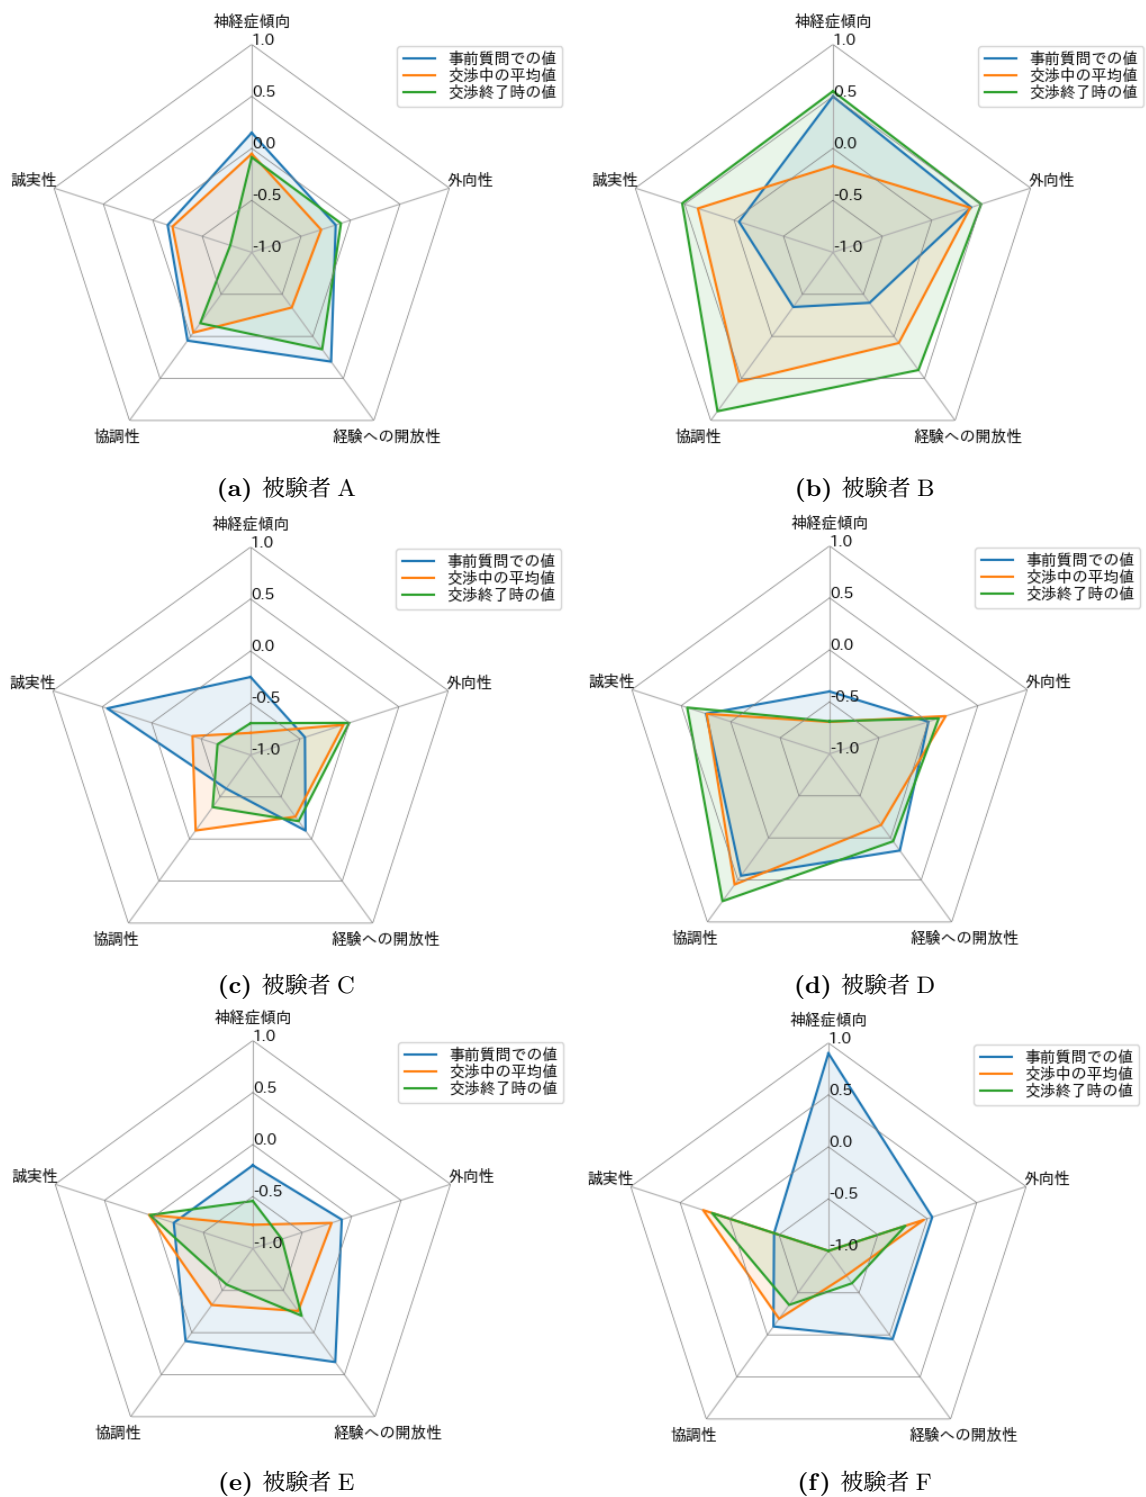 神経症傾向
1.0
0.5
0.0
-0.5
-1.0
外向性
経験への開放性
協調性
誠実性
事前質問での値
交渉中の平均値
交渉終了時の値
(a) 被験者 A
神経症傾向
1.0
0.5
0.0
-0.5
-1.0
外向性
経験への開放性
協調性
誠実性
事前質問での値
交渉中の平均値
交渉終了時の値
(b) 被験者 B
神経症傾向
1.0
0.5
0.0
-0.5
-1.0
外向性
経験への開放性
協調性
誠実性
事前質問での値
交渉中の平均値
交渉終了時の値
(c) 被験者 C
神経症傾向
1.0
0.5
0.0
-0.5
-1.0
外向性
経験への開放性
協調性
誠実性
事前質問での値
交渉中の平均値
交渉終了時の値
(d) 被験者 D
神経症傾向
1.0
0.5
0.0
-0.5
-1.0
外向性
経験への開放性
協調性
誠実性
事前質問での値
交渉中の平均値
交渉終了時の値
(e) 被験者 E
神経症傾向
1.0
0.5
0.0
-0.5
-1.0
外向性
経験への開放性
協調性
誠実性
事前質問での値
交渉中の平均値
交渉終了時の値
(f) 被験者 F